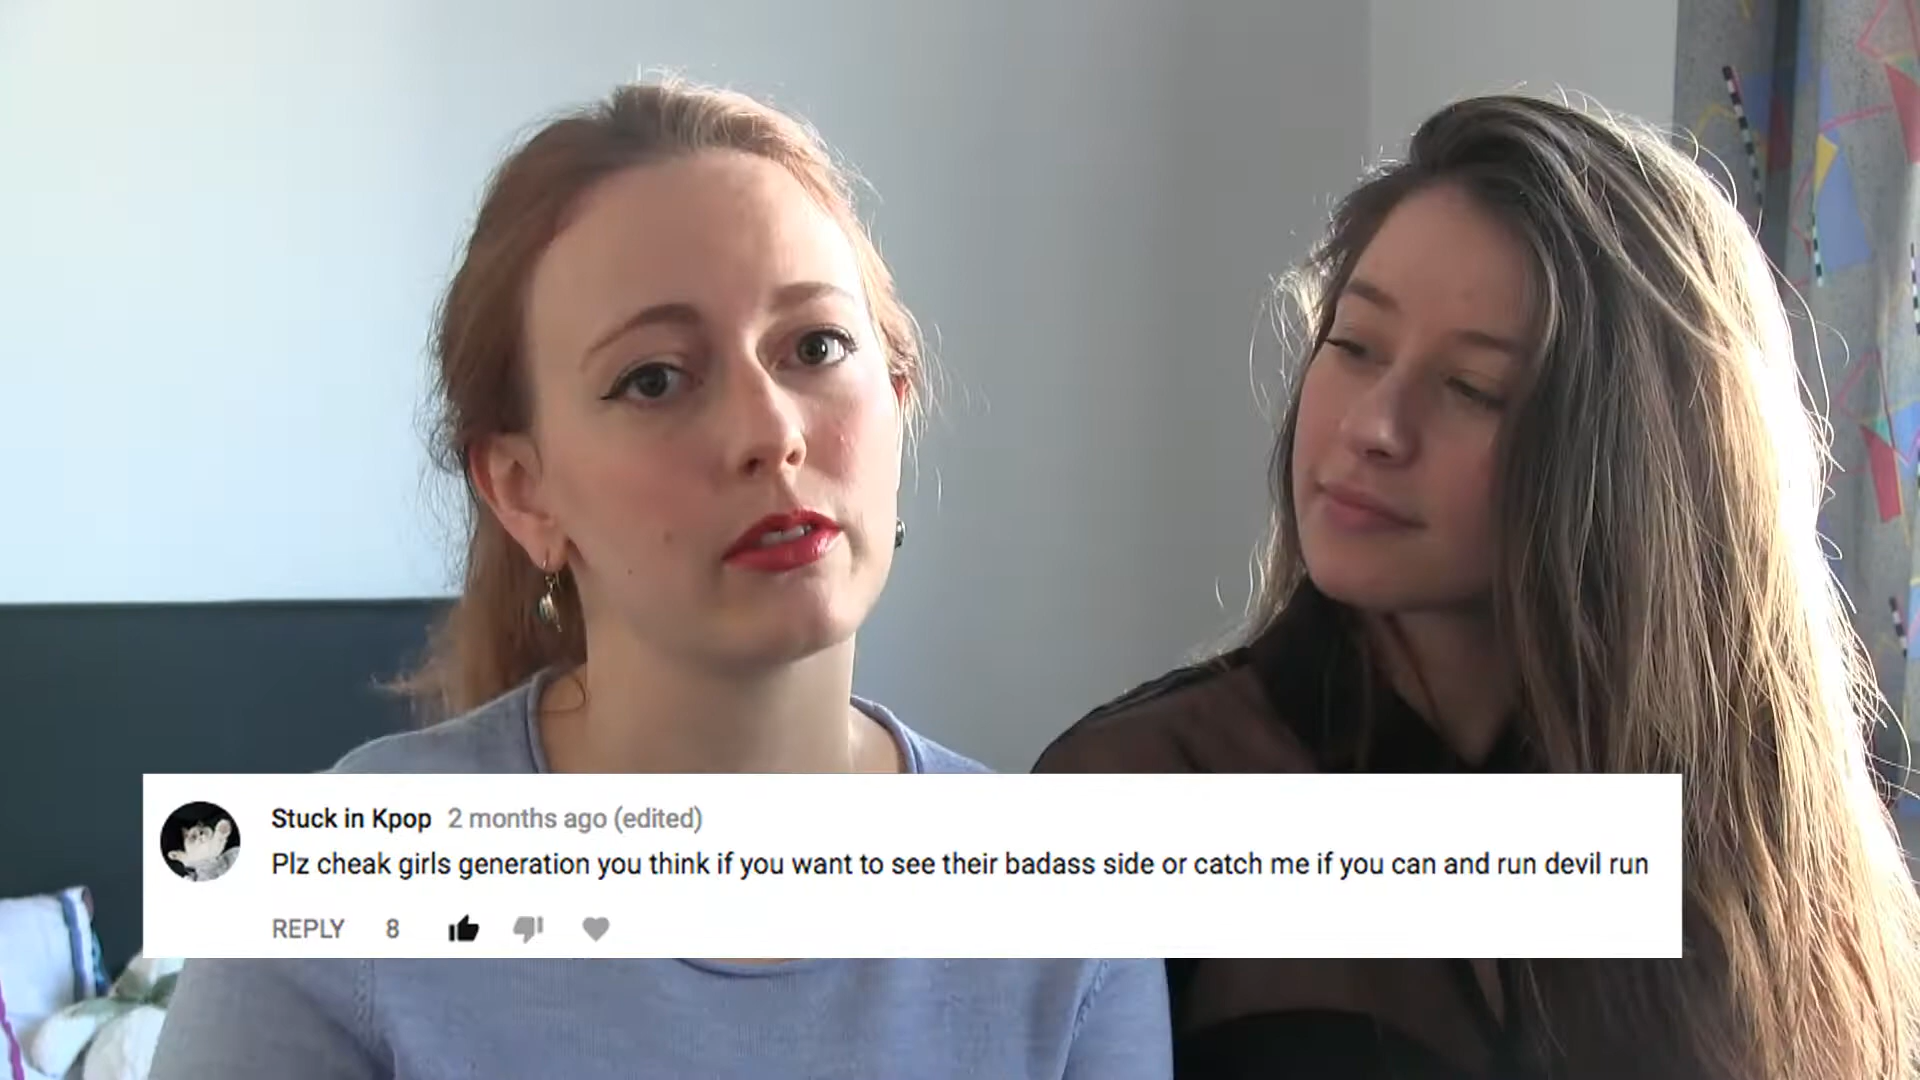 Stuck in Kpop 2 months ago (edited)
Plz cheak girls generation you think if you want to see their badass side or catch me if you can and run devil run
REPLY 8